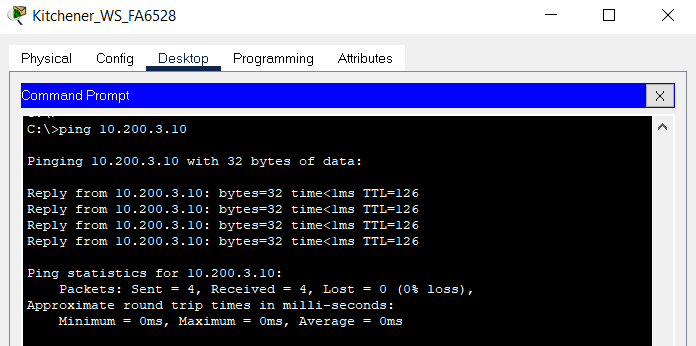 Kitchener_WS_FA6528
Physical Config Desktop Programming Attributes
Command Prompt X
C:\>ping 10.200.3.10
Pinging 10.200.3.10 with 32 bytes of data:
Reply from 10.200.3.10: bytes=32 time<1ms TTL=126
Reply from 10.200.3.10: bytes=32 time<1ms TTL=126
Reply from 10.200.3.10: bytes=32 time<1ms TTL=126
Reply from 10.200.3.10: bytes=32 time<1ms TTL=126
Ping statistics for 10.200.3.10:
Packets: Sent = 4, Received = 4, Lost = 0 (0% loss),
Approximate round trip times in milli-seconds:
Minimum = 0ms, Maximum = 0ms, Average = 0ms